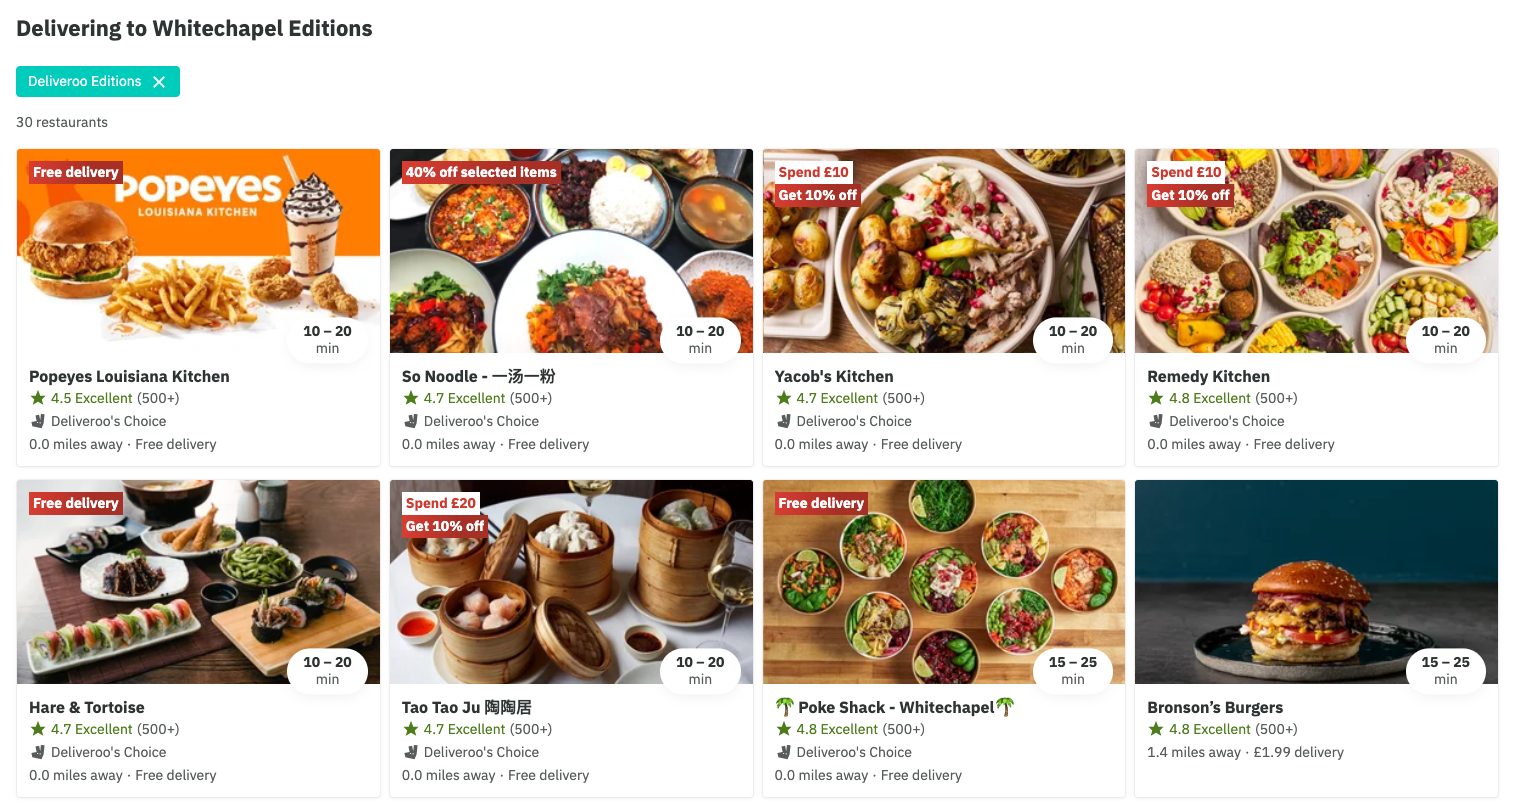 Delivering to Whitechapel Editions
Deliveroo Editions
30 restaurants
Free delivery
POPEYES
LOUISIANA KITCHEN
10 – 20
min
Popeyes Louisiana Kitchen
4.5 Excellent (500+)
Deliveroo's Choice
0.0 miles away · Free delivery
40% off selected items
10 – 20
min
So Noodle - 一汤一粉
4.7 Excellent (500+)
Deliveroo's Choice
0.0 miles away · Free delivery
Spend £10
Get 10% off
10 – 20
min
Yacob's Kitchen
4.7 Excellent (500+)
Deliveroo's Choice
0.0 miles away · Free delivery
Spend £10
Get 10% off
10 – 20
min
Remedy Kitchen
4.8 Excellent (500+)
Deliveroo's Choice
0.0 miles away · Free delivery
Free delivery
10 – 20
min
Hare & Tortoise
4.7 Excellent (500+)
Deliveroo's Choice
0.0 miles away · Free delivery
Spend £20
Get 10% off
10 – 20
min
Tao Tao Ju 陶陶居
4.7 Excellent (500+)
Deliveroo's Choice
0.0 miles away · Free delivery
Free delivery
15 – 25
min
🌴Poke Shack - Whitechapel🌴
4.8 Excellent (500+)
Deliveroo's Choice
0.0 miles away · Free delivery
15 – 25
min
Bronson’s Burgers
4.8 Excellent (500+)
1.4 miles away · £1.99 delivery